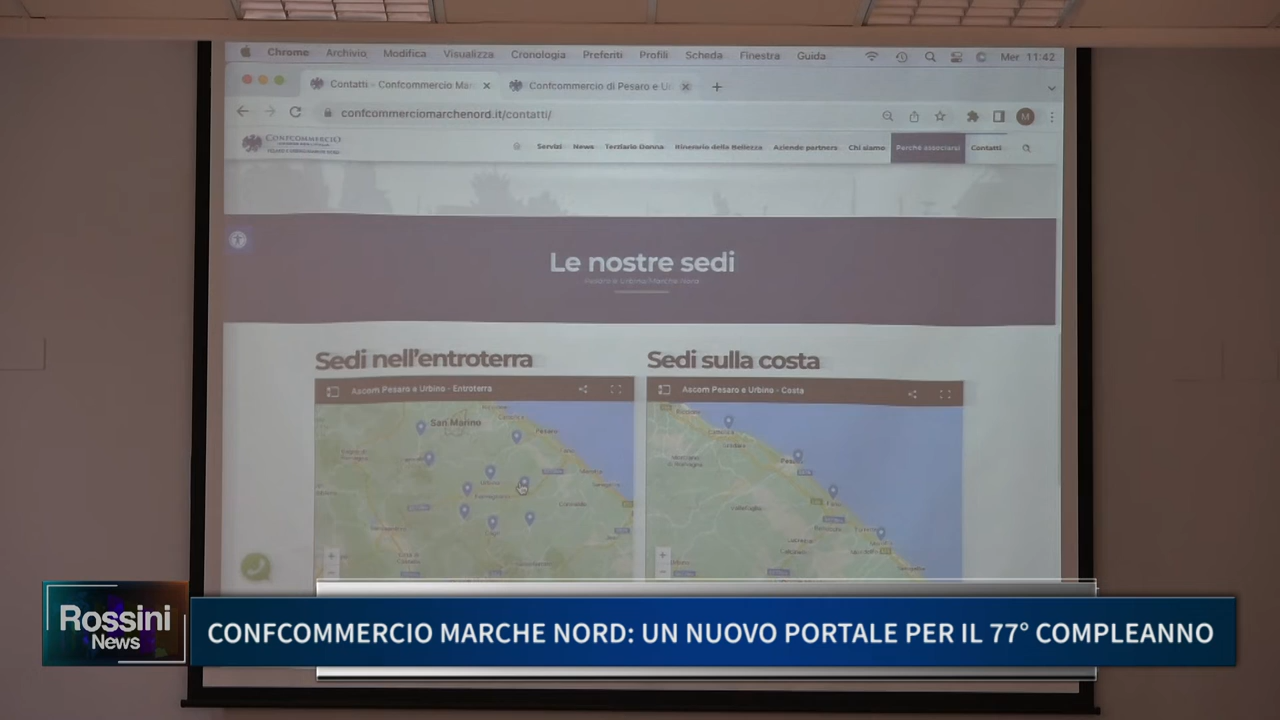 Chrome Archivio Modifica Visualizza Cronologia Preferiti Profili Scheda Finestra Guida Mer 11:42
Contatti - Confcommercio Mar
Confcommercio di Pesaro e U
confcommerciomarchenord.it/contatti/
M
CONFCOMMERCIO
Servizi News Terziario Donna Itinerario della Bellezza Aziende partners Chi siamo Perché associarsi Contatti
Le nostre sedi
Sedi nell'entroterra
Sedi sulla costa
Ascom Pesaro e Urbino - Entroterra
Ascom Pesaro e Urbino - Costa
San Marino
Pesaro
Fano
Rossini
News
CONFCOMMERCIO MARCHE NORD: UN NUOVO PORTALE PER IL 77° COMPLEANNO